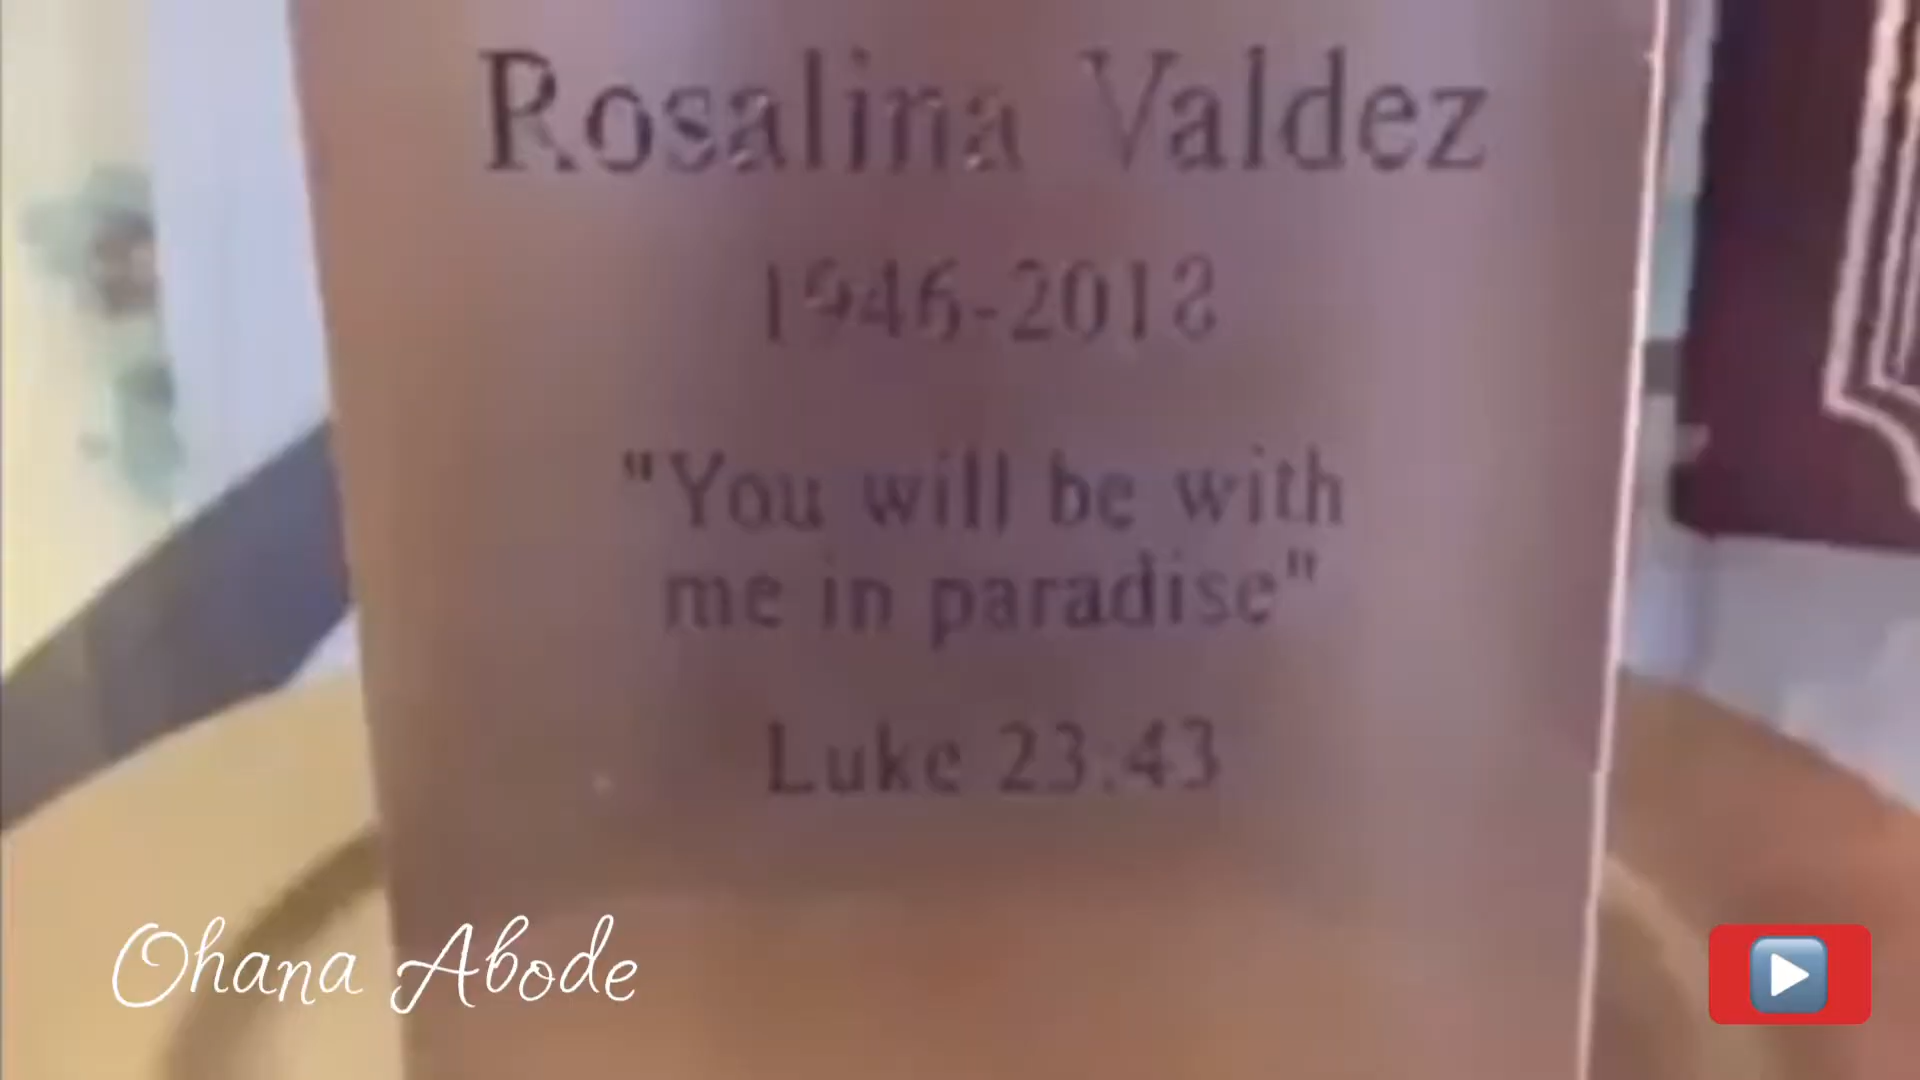 Rosalina Valdez
1946-2018
"You will be with
me in paradise"
Luke 23:43
Ohana Abode